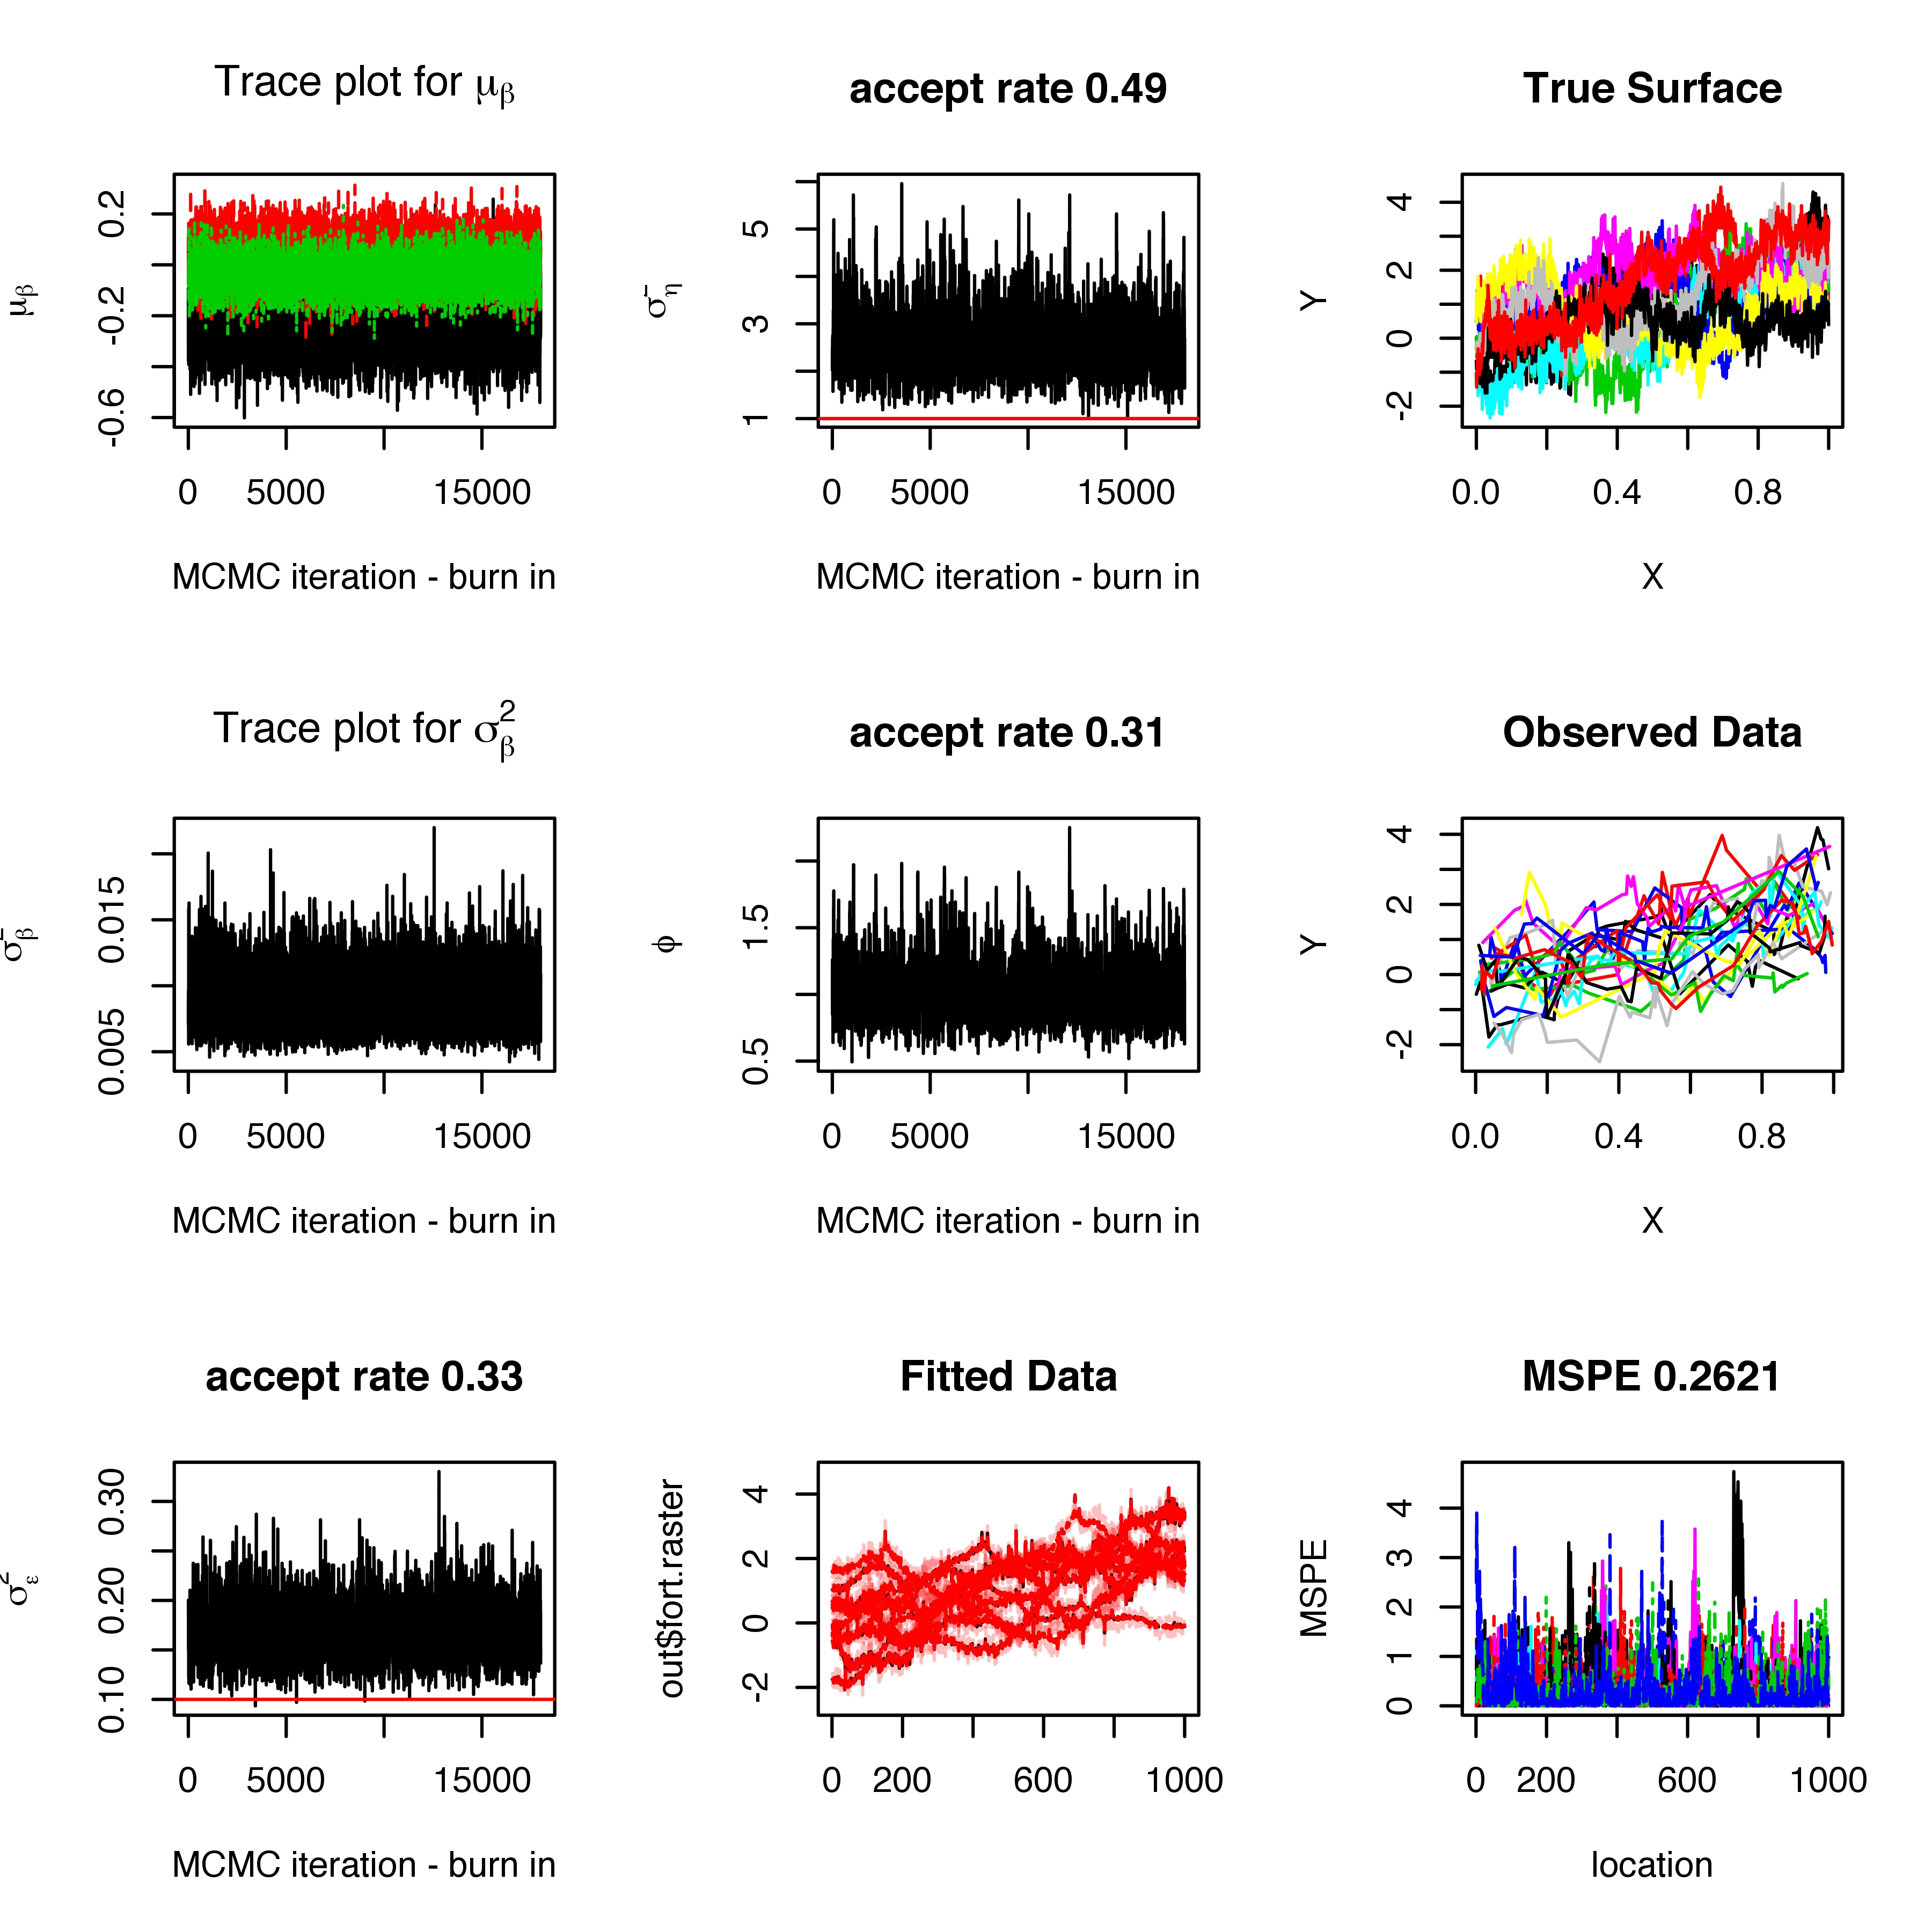 Trace plot for μβ
accept rate 0.49
True Surface
μβ
-0.6 -0.2 0.2
0 5000 15000
MCMC iteration - burn in
1 3 5
0 5000 15000
MCMC iteration - burn in
Y
-2 0 2 4
0.0 0.4 0.8
X
Trace plot for σ²β
accept rate 0.31
Observed Data
0.005 0.015
0 5000 15000
MCMC iteration - burn in
ϕ
0.5 1.5
0 5000 15000
MCMC iteration - burn in
Y
-2 0 2 4
0.0 0.4 0.8
X
accept rate 0.33
Fitted Data
MSPE 0.2621
σ²ε
0.10 0.20 0.30
0 5000 15000
MCMC iteration - burn in
out$fort.raster
-2 0 2 4
0 200 600 1000
MSPE
0 1 2 3 4
0 200 600 1000
location